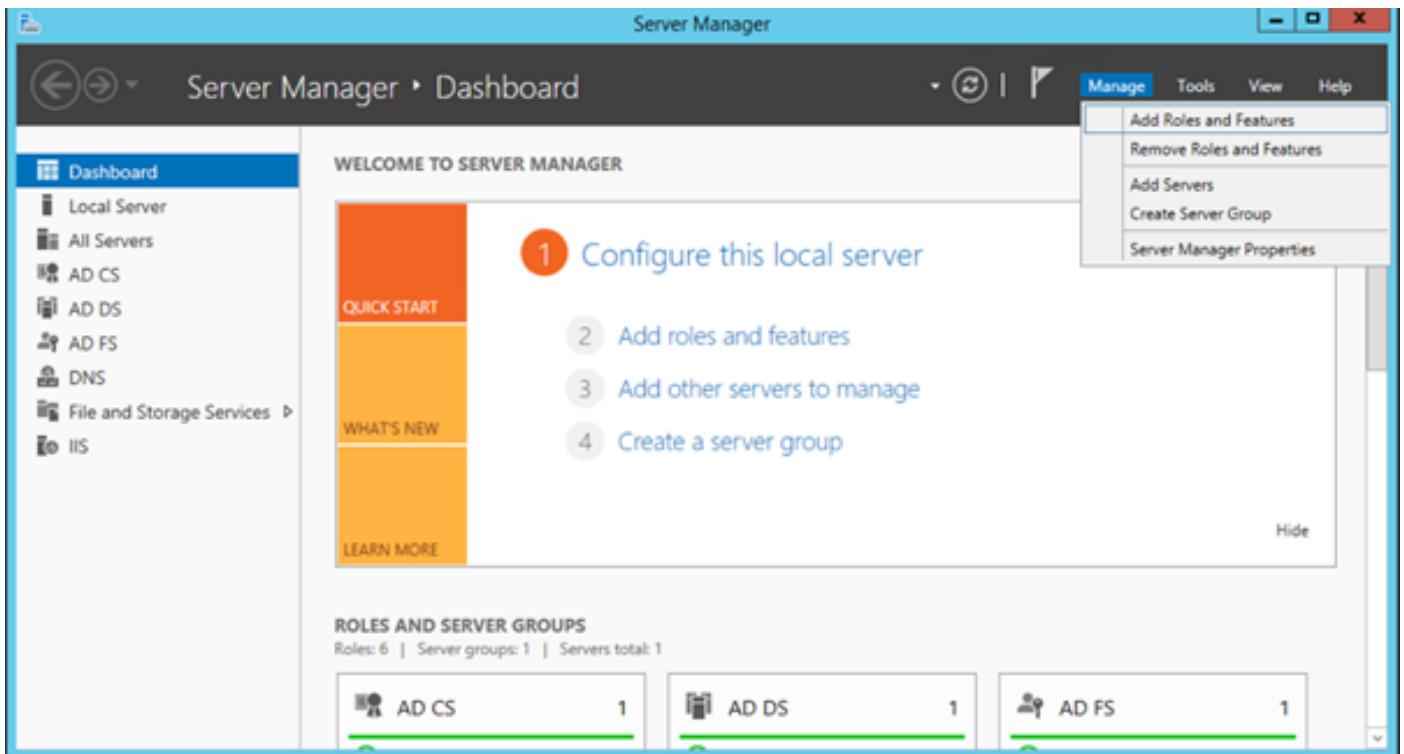 Server Manager
Server Manager ‣ Dashboard
Manage Tools View Help
Add Roles and Features
Remove Roles and Features
Add Servers
Create Server Group
Server Manager Properties
Dashboard
Local Server
All Servers
AD CS
AD DS
AD FS
DNS
File and Storage Services
IIS
WELCOME TO SERVER MANAGER
QUICK START
WHAT'S NEW
LEARN MORE
1 Configure this local server
2 Add roles and features
3 Add other servers to manage
4 Create a server group
Hide
ROLES AND SERVER GROUPS
Roles: 6 | Server groups: 1 | Servers total: 1
AD CS 1
AD DS 1
AD FS 1